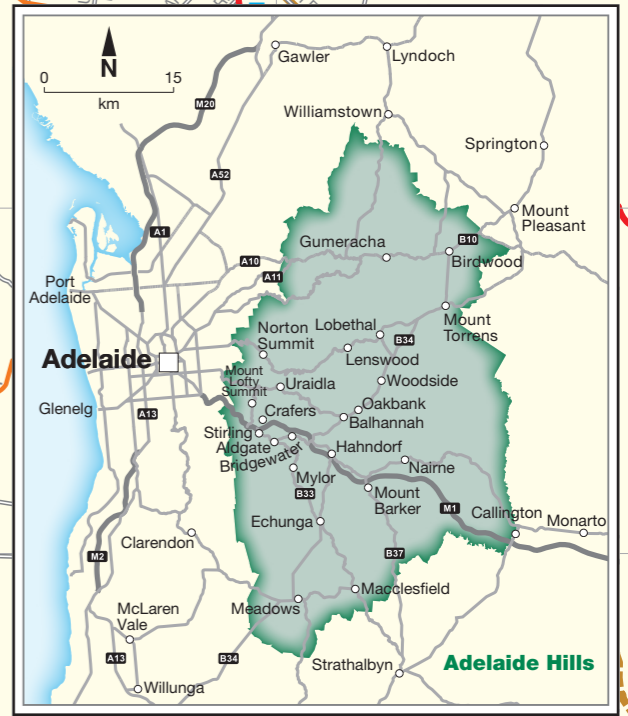 N
0 15
km
Gawler
Lyndoch
M20
Williamstown
Springton
A52
Mount
Pleasant
A1
B10
Gumeracha
Birdwood
A10
A11
Port
Adelaide
Mount
Torrens
Norton
Summit
Lobethal
B34
Lenswood
Adelaide
Mount
Lofty
Summit
Uraidla
Woodside
Glenelg
A13
Crafers
Oakbank
Balhannah
Stirling
Aldgate
Bridgewater
Hahndorf
Nairne
Mylor
B33
Mount
Barker
M1
Callington
Monarto
Echunga
Clarendon
M2
B37
Macclesfield
Meadows
McLaren
Vale
A13
B34
Strathalbyn
Adelaide Hills
Willunga